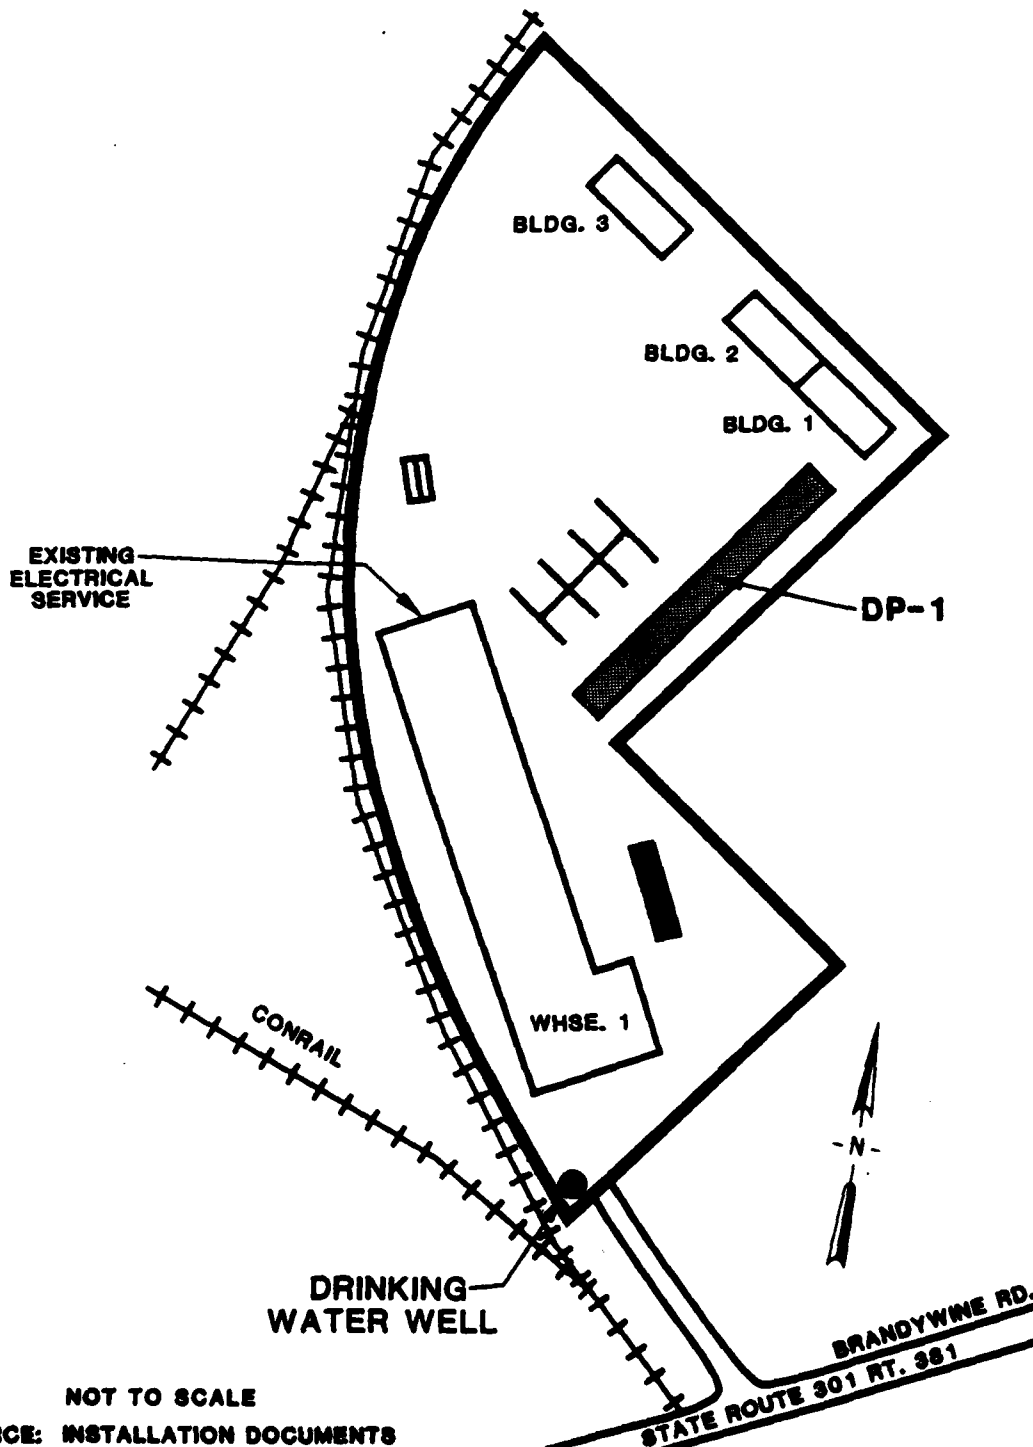 BLDG. 3
BLDG. 2
BLDG. 1
EXISTING
ELECTRICAL
SERVICE
DP-1
CONRAIL
WHSE. 1
-N-
DRINKING
WATER WELL
BRANDYWINE RD.
STATE ROUTE 301 RT. 381
NOT TO SCALE
RCE: INSTALLATION DOCUMENTS